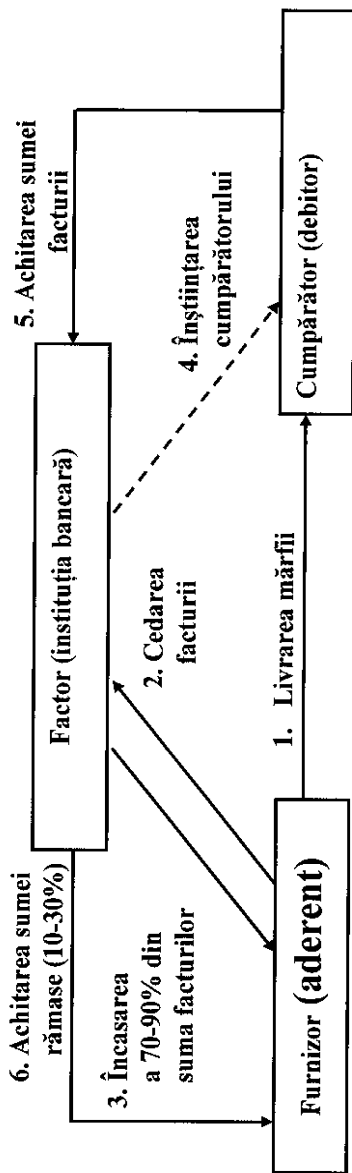 6. Achitarea sumei
rămase (10-30%)
Factor (instituția bancară)
5. Achitarea sumei
facturii
3. Încasarea
a 70-90% din
suma facturilor
2. Cedarea
facturii
4. Înștiințarea
cumpărătorului
Furnizor (aderent)
1. Livrarea mărfii
Cumpărător (debitor)